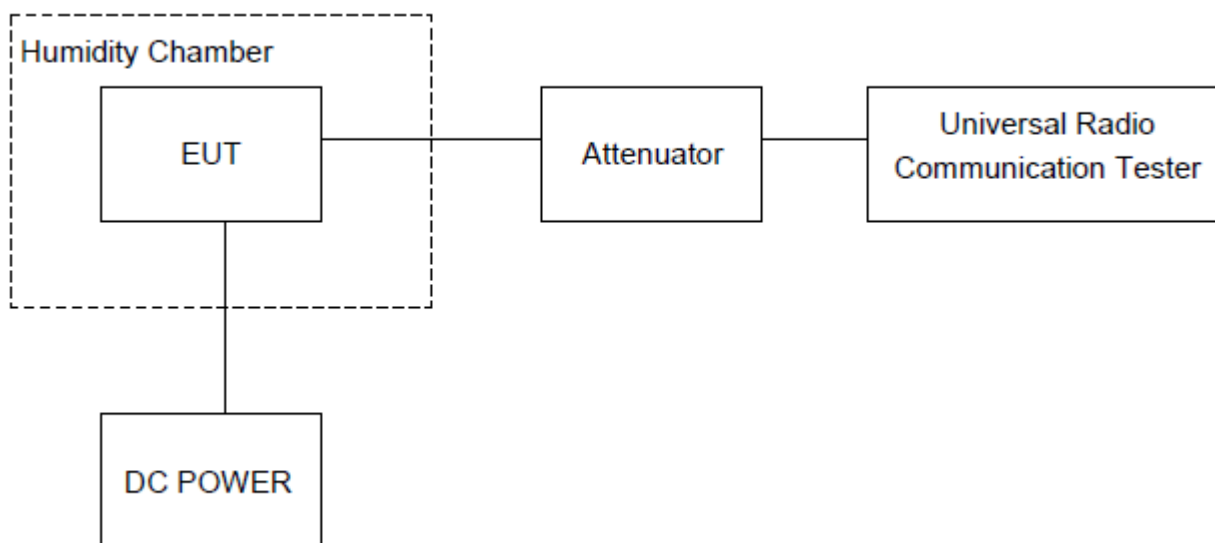 Humidity Chamber
EUT
Attenuator
Universal Radio
Communication Tester
DC POWER